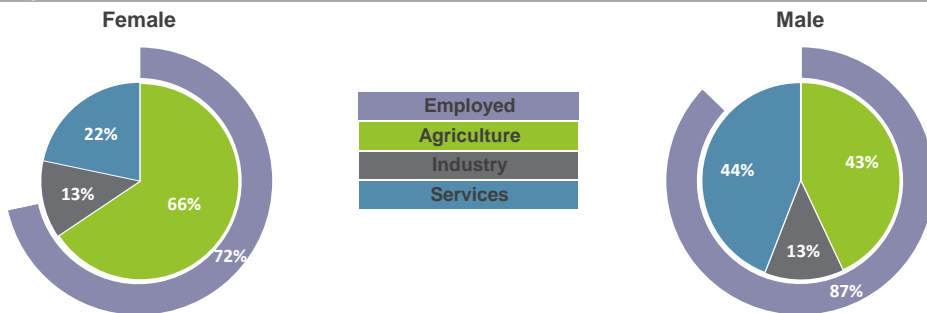 Female
Male
22%
13%
66%
72%
Employed
Agriculture
Industry
Services
44%
43%
13%
87%